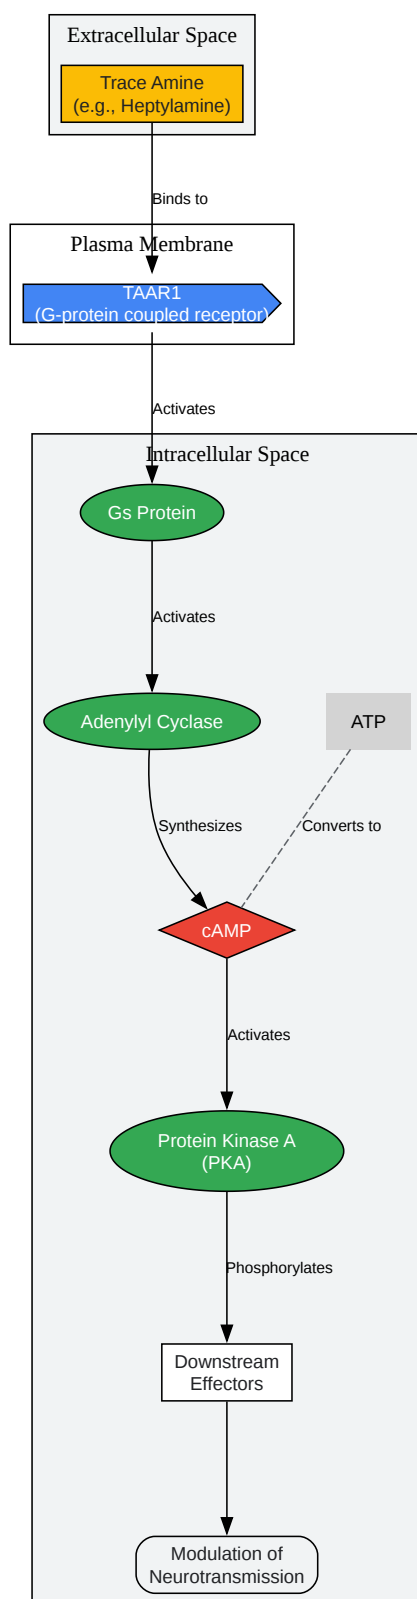 Extracellular Space
Trace Amine
(e.g., Heptylamine)
Binds to
Plasma Membrane
TAAR1
(G-protein coupled receptor)
Activates
Intracellular Space
Gs Protein
Activates
Adenylyl Cyclase
ATP
Synthesizes
Converts to
cAMP
Activates
Protein Kinase A
(PKA)
Phosphorylates
Downstream
Effectors
Modulation of
Neurotransmission